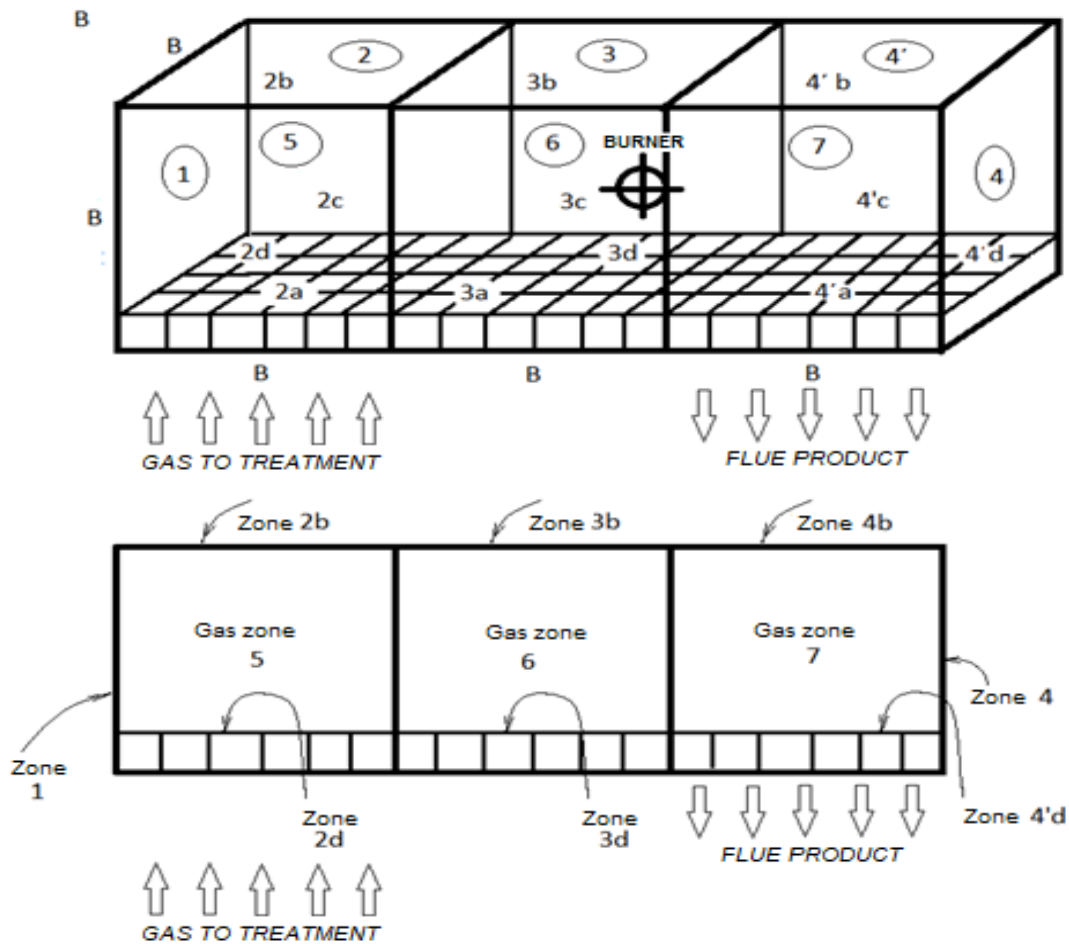 B
B
2
3
4´
2b
3b
4´ b
5
6
BURNER
7
1
4
B
2c
3c
4'c
2d
3d
4´d
2a
3a
4´a
B
B
B
GAS TO TREATMENT
FLUE PRODUCT
Zone 2b
Zone 3b
Zone 4b
Gas zone
5
Gas zone
6
Gas zone
7
Zone 4
Zone
1
Zone
2d
Zone
3d
Zone 4'd
FLUE PRODUCT
GAS TO TREATMENT